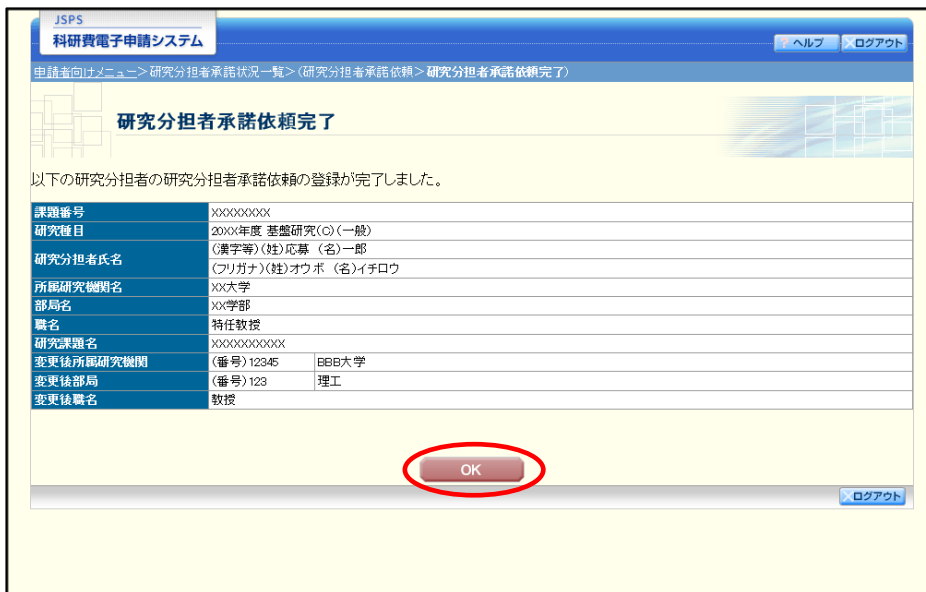 JSPS
科研費電子申請システム
? ヘルプ ×ログアウト
申請者向けメニュー>研究分担者承諾状況一覧>(研究分担者承諾依頼>研究分担者承諾依頼完了)
研究分担者承諾依頼完了
以下の研究分担者の研究分担者承諾依頼の登録が完了しました。
課題番号 XXXXXXXX
研究種目 20XX年度 基盤研究(C)(一般)
研究分担者氏名 (漢字等)(姓)応募 (名)一郎
(フリガナ)(姓)オウボ (名)イチロウ
所属研究機関名 XX大学
部局名 XX学部
職名 特任教授
研究課題名 XXXXXXXXXX
変更後所属研究機関 (番号)12345 BBB大学
変更後部局 (番号)123 理工
変更後職名 教授
OK
×ログアウト